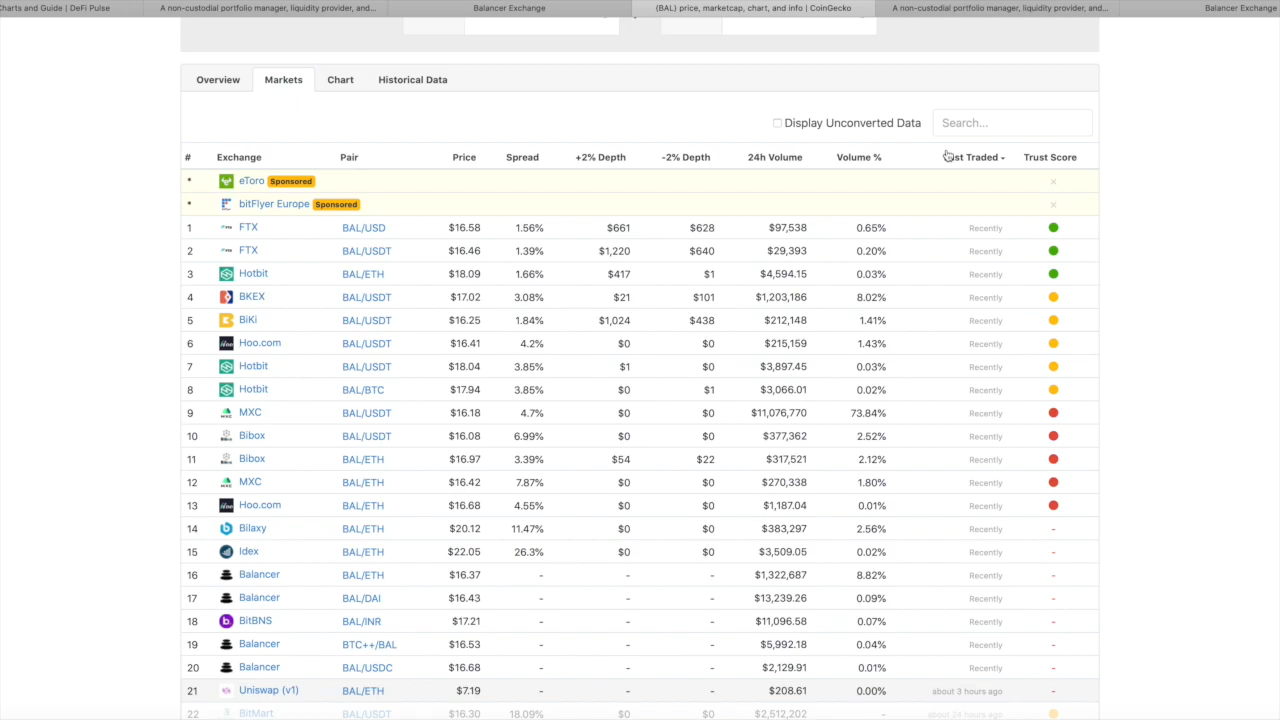 Charts and Guide | DeFi Pulse A non-custodial portfolio manager, liquidity provider, and... Balancer Exchange (BAL) price, marketcap, chart, and info | CoinGecko A non-custodial portfolio manager, liquidity provider, and... Balancer Exchange
Overview Markets Chart Historical Data
Display Unconverted Data Search...
# Exchange Pair Price Spread +2% Depth -2% Depth 24h Volume Volume % Traded Trust Score
* eToro Sponsored ×
* bitFlyer Europe Sponsored ×
1 FTX BAL/USD $16.58 1.56% $661 $628 $97,538 0.65% Recently
2 FTX BAL/USDT $16.46 1.39% $1,220 $640 $29,393 0.20% Recently
3 Hotbit BAL/ETH $18.09 1.66% $417 $1 $4,594.15 0.03% Recently
4 BKEX BAL/USDT $17.02 3.08% $21 $101 $1,203,186 8.02% Recently
5 BiKi BAL/USDT $16.25 1.84% $1,024 $438 $212,148 1.41% Recently
6 Hoo.com BAL/USDT $16.41 4.2% $0 $0 $215,159 1.43% Recently
7 Hotbit BAL/USDT $18.04 3.85% $1 $0 $3,897.45 0.03% Recently
8 Hotbit BAL/BTC $17.94 3.85% $0 $1 $3,066.01 0.02% Recently
9 MXC BAL/USDT $16.18 4.7% $0 $0 $11,076,770 73.84% Recently
10 Bibox BAL/USDT $16.08 6.99% $0 $0 $377,362 2.52% Recently
11 Bibox BAL/ETH $16.97 3.39% $54 $22 $317,521 2.12% Recently
12 MXC BAL/ETH $16.42 7.87% $0 $0 $270,338 1.80% Recently
13 Hoo.com BAL/ETH $16.68 4.55% $0 $0 $1,187.04 0.01% Recently
14 Bilaxy BAL/ETH $20.12 11.47% $0 $0 $383,297 2.56% Recently -
15 Idex BAL/ETH $22.05 26.3% $0 $0 $3,509.05 0.02% Recently -
16 Balancer BAL/ETH $16.37 - - - $1,322,687 8.82% Recently -
17 Balancer BAL/DAI $16.43 - - - $13,239.26 0.09% Recently -
18 BitBNS BAL/INR $17.21 - - - $11,096.58 0.07% Recently -
19 Balancer BTC++/BAL $16.53 - - - $5,992.18 0.04% Recently -
20 Balancer BAL/USDC $16.68 - - - $2,129.91 0.01% Recently -
21 Uniswap (v1) BAL/ETH $7.19 - - - $208.61 0.00% about 3 hours ago -
22 BitMart BAL/USDT $16.30 18.09% $0 $0 $2,512,202 - about 24 hours ago